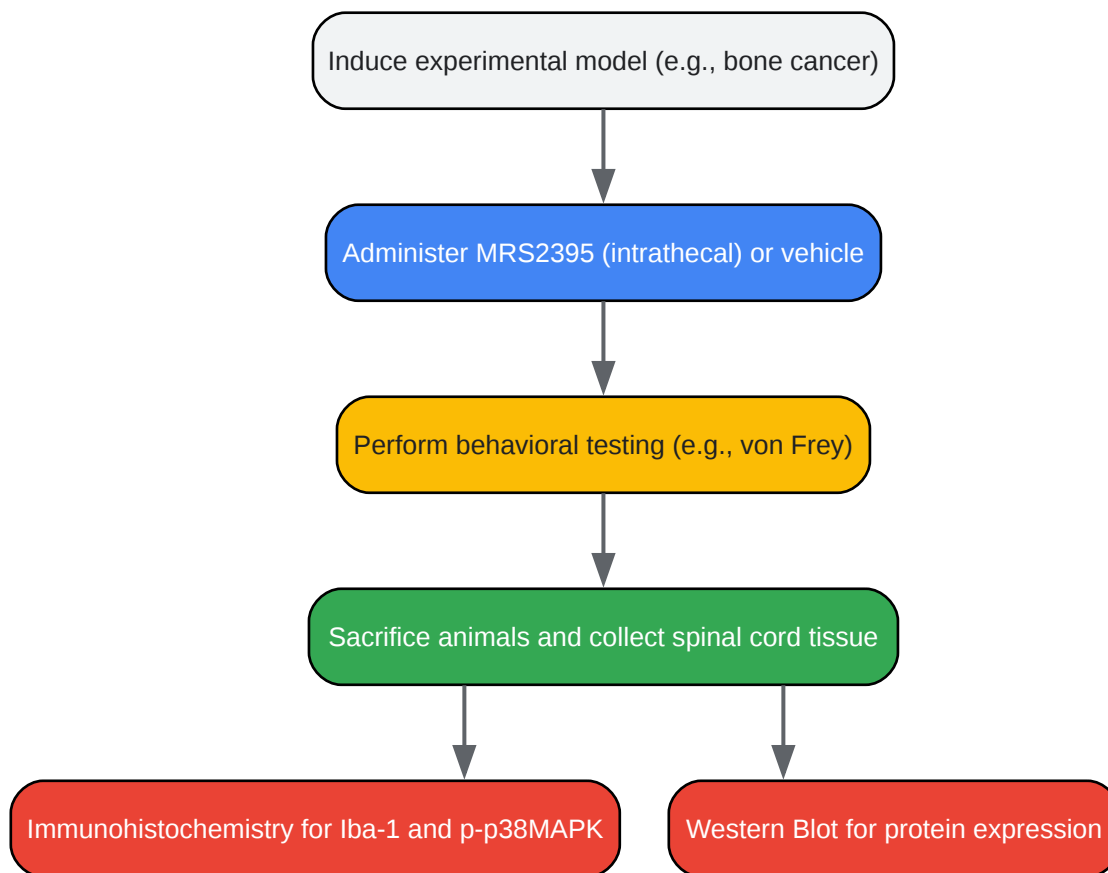 Induce experimental model (e.g., bone cancer)
Administer MRS2395 (intrathecal) or vehicle
Perform behavioral testing (e.g., von Frey)
Sacrifice animals and collect spinal cord tissue
Immunohistochemistry for Iba-1 and p-p38MAPK
Western Blot for protein expression